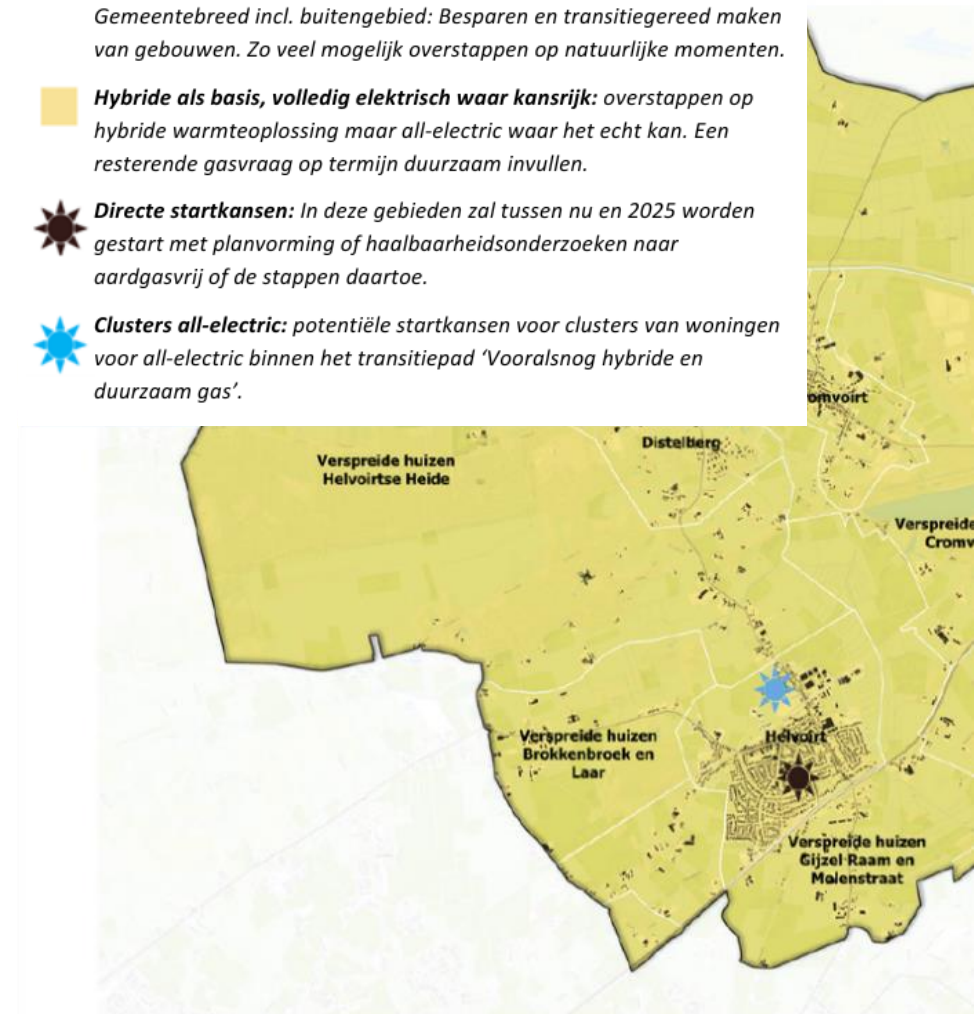 Gemeentebreed incl. buitengebied: Besparen en transitiegereed maken
van gebouwen. Zo veel mogelijk overstappen op natuurlijke momenten.
Hybride als basis, volledig elektrisch waar kansrijk: overstappen op
hybride warmteoplossing maar all-electric waar het echt kan. Een
resterende gasvraag op termijn duurzaam invullen.
Directe startkansen: In deze gebieden zal tussen nu en 2025 worden
gestart met planvorming of haalbaarheidsonderzoeken naar
aardgasvrij of de stappen daartoe.
Clusters all-electric: potentiële startkansen voor clusters van woningen
voor all-electric binnen het transitiepad ‘Vooralsnog hybride en
duurzaam gas’.
omvoirt
Distelberg
Verspreide huizen
Helvoirtse Heide
Verspreide
Cromv
Helvoirt
Verspreide huizen
Brokkenbroek en
Laar
Verspreide huizen
Gijzel Raam en
Molenstraat